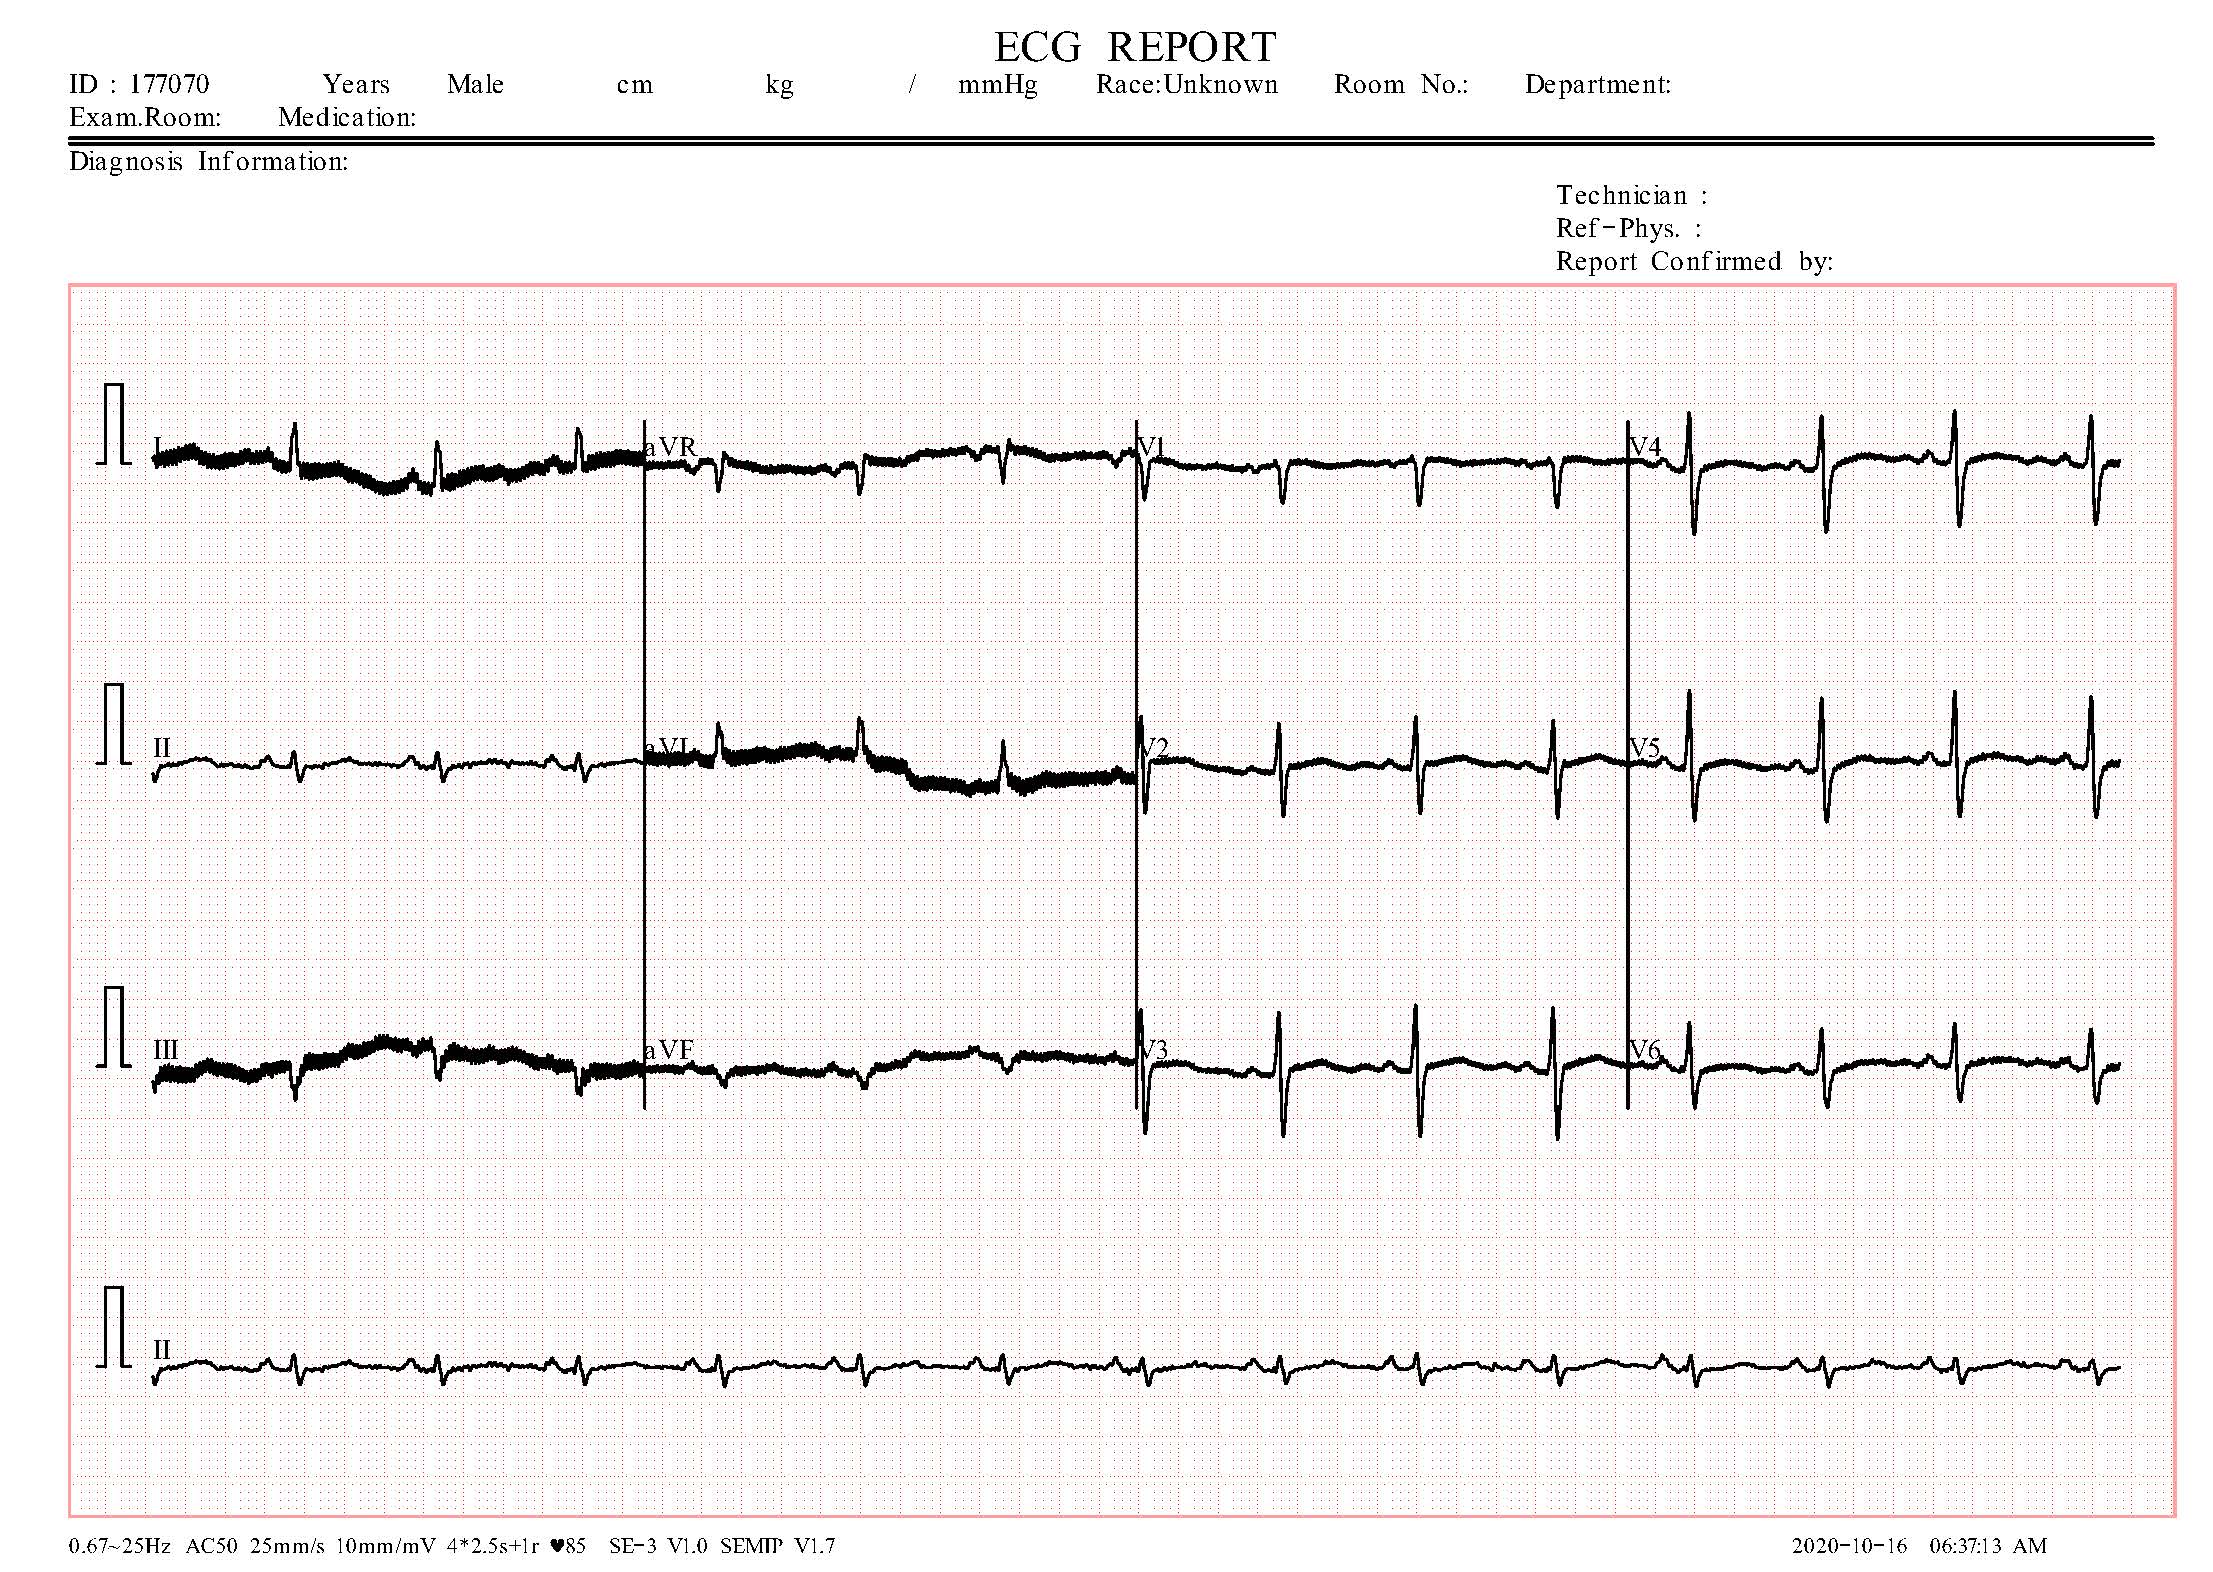 ECG REPORT
ID : 177070 Years Male cm kg / mmHg Race:Unknown Room No.: Department:
Exam.Room: Medication:
Diagnosis Information:
Technician :
Ref-Phys. :
Report Confirmed by:
I aVR V1 V4
II aVL V2 V5
III aVF V3 V6
II
0.67~25Hz AC50 25mm/s 10mm/mV 4*2.5s+1r ♥85 SE-3 V1.0 SEMIP V1.7 2020-10-16 06:37:13 AM